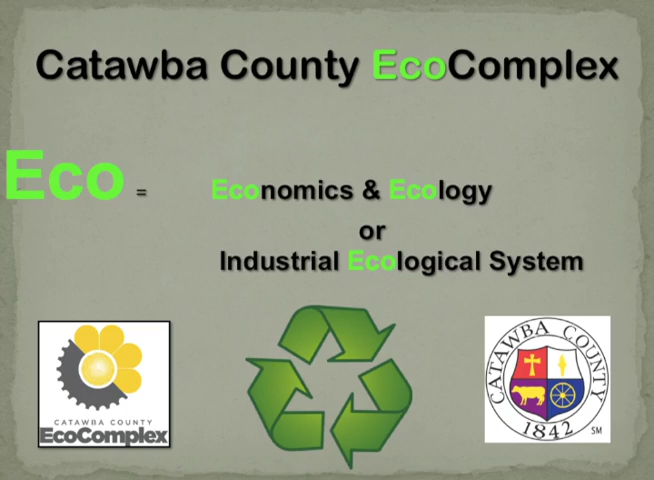 Catawba County EcoComplex
Eco = Economics & Ecology
or
Industrial Ecological System
CATAWBA COUNTY
EcoComplex
CATAWBA COUNTY
1842 SM